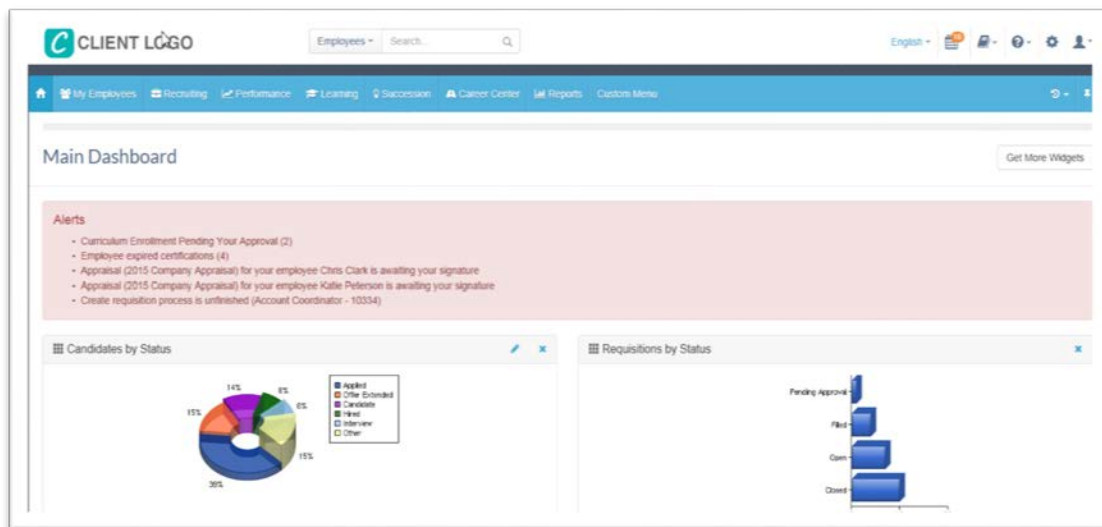 C CLIENT LOGO
Employees Search...
English
My Employees Recruiting Performance Learning Succession Career Center Reports Custom Menu
Main Dashboard
Get More Widgets
Alerts
Curriculum Enrollment Pending Your Approval (2)
Employee expired certifications (4)
Appraisal (2015 Company Appraisal) for your employee Chris Clark is awaiting your signature
Appraisal (2015 Company Appraisal) for your employee Katie Peterson is awaiting your signature
Create requisition process is unfinished (Account Coordinator - 10334)
Candidates by Status
Requisitions by Status
14%
8%
6%
15%
15%
39%
Applied
Offer Extended
Candidate
Hired
Interview
Other
Pending Approval
Filled
Open
Closed